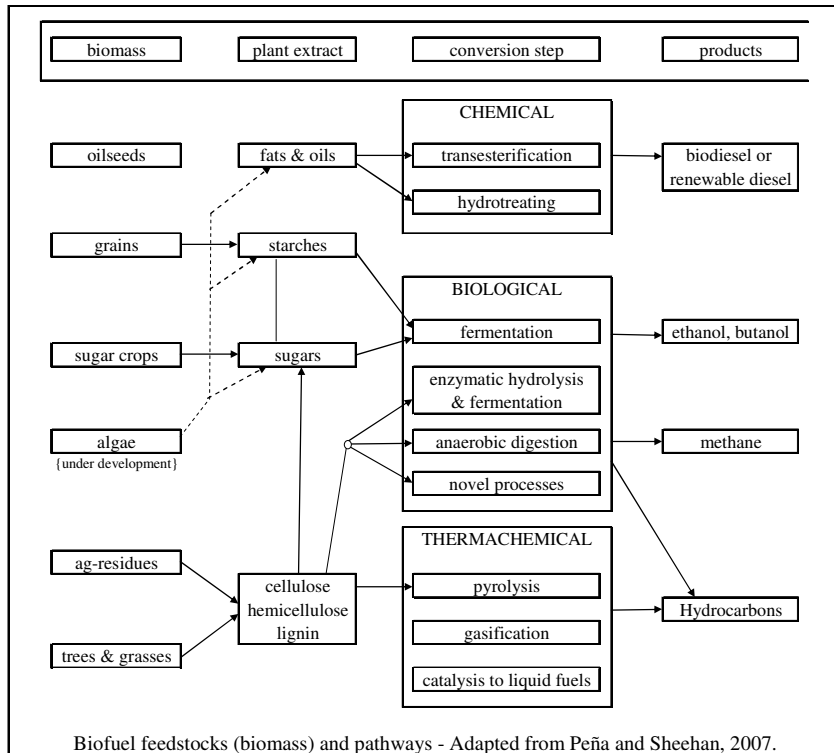 biomass
plant extract
conversion step
products
CHEMICAL
oilseeds
fats & oils
transesterification
biodiesel or
renewable diesel
hydrotreating
grains
starches
BIOLOGICAL
sugar crops
sugars
fermentation
ethanol, butanol
enzymatic hydrolysis
& fermentation
algae
{under development}
anaerobic digestion
methane
novel processes
THERMACHEMICAL
ag-residues
cellulose
hemicellulose
lignin
pyrolysis
Hydrocarbons
gasification
trees & grasses
catalysis to liquid fuels
Biofuel feedstocks (biomass) and pathways - Adapted from Peña and Sheehan, 2007.